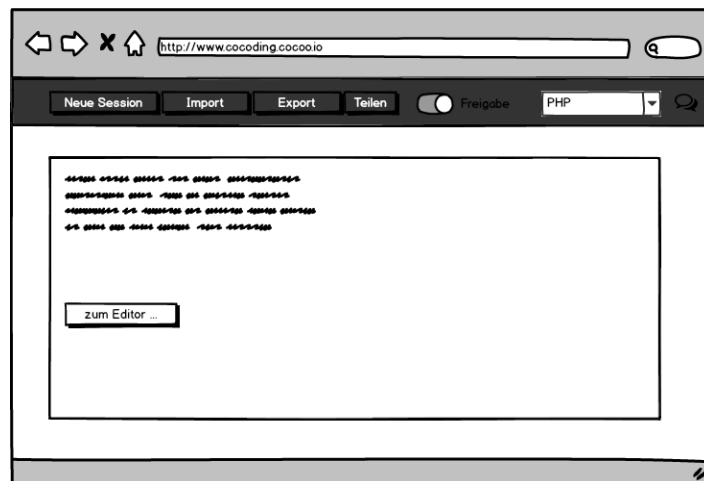 http://www.cocoding.cocoo.io
Neue Session Import Export Teilen Freigabe PHP
zum Editor ...